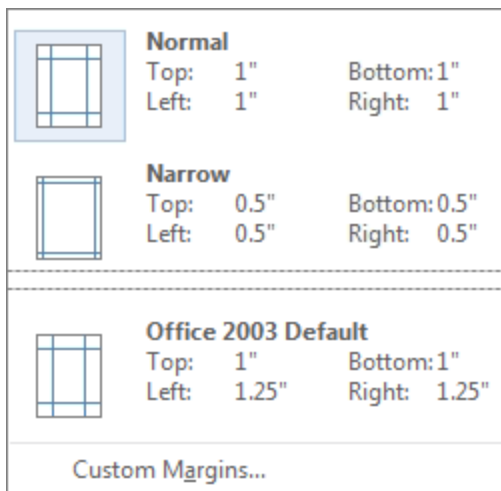 Normal
Top: 1" Bottom: 1"
Left: 1" Right: 1"
Narrow
Top: 0.5" Bottom: 0.5"
Left: 0.5" Right: 0.5"
Office 2003 Default
Top: 1" Bottom: 1"
Left: 1.25" Right: 1.25"
Custom Margins...